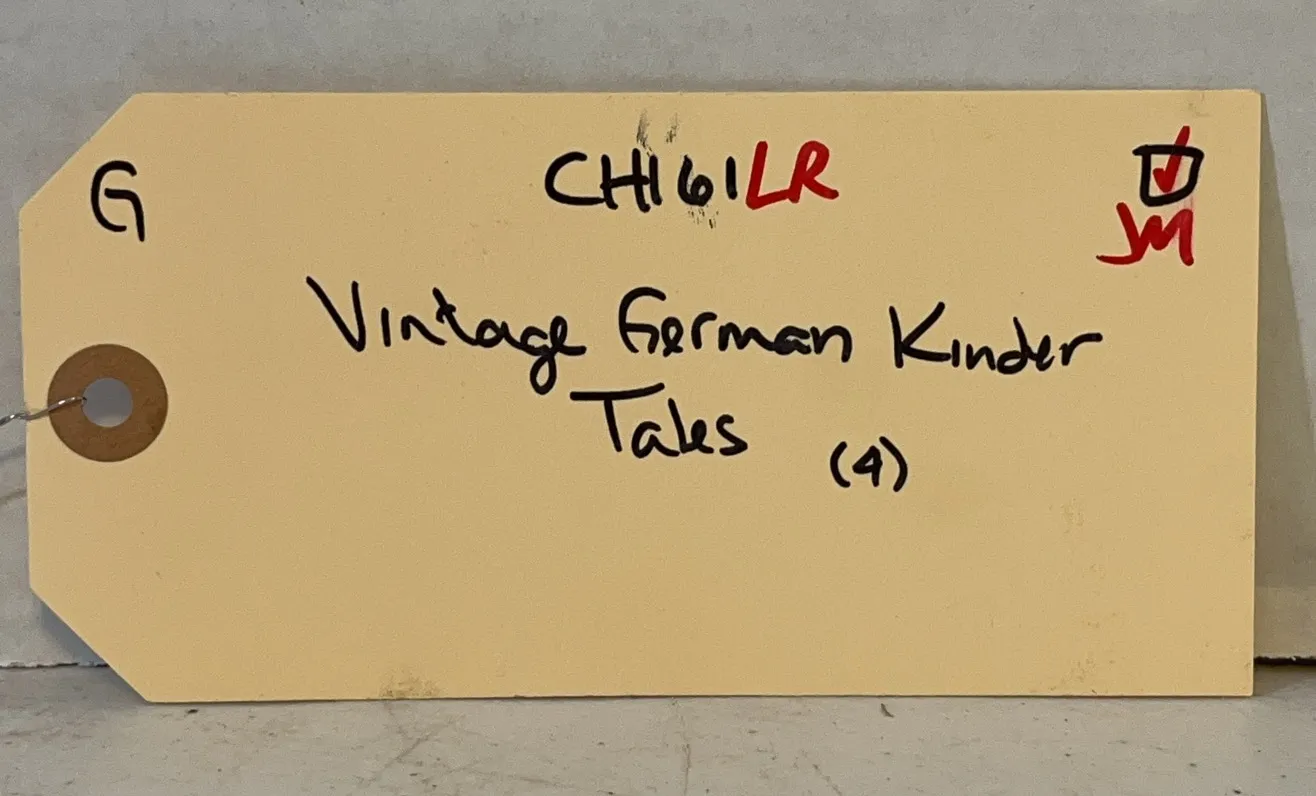 G
CH161LR
JM
Vintage German Kinder
Tales
(4)